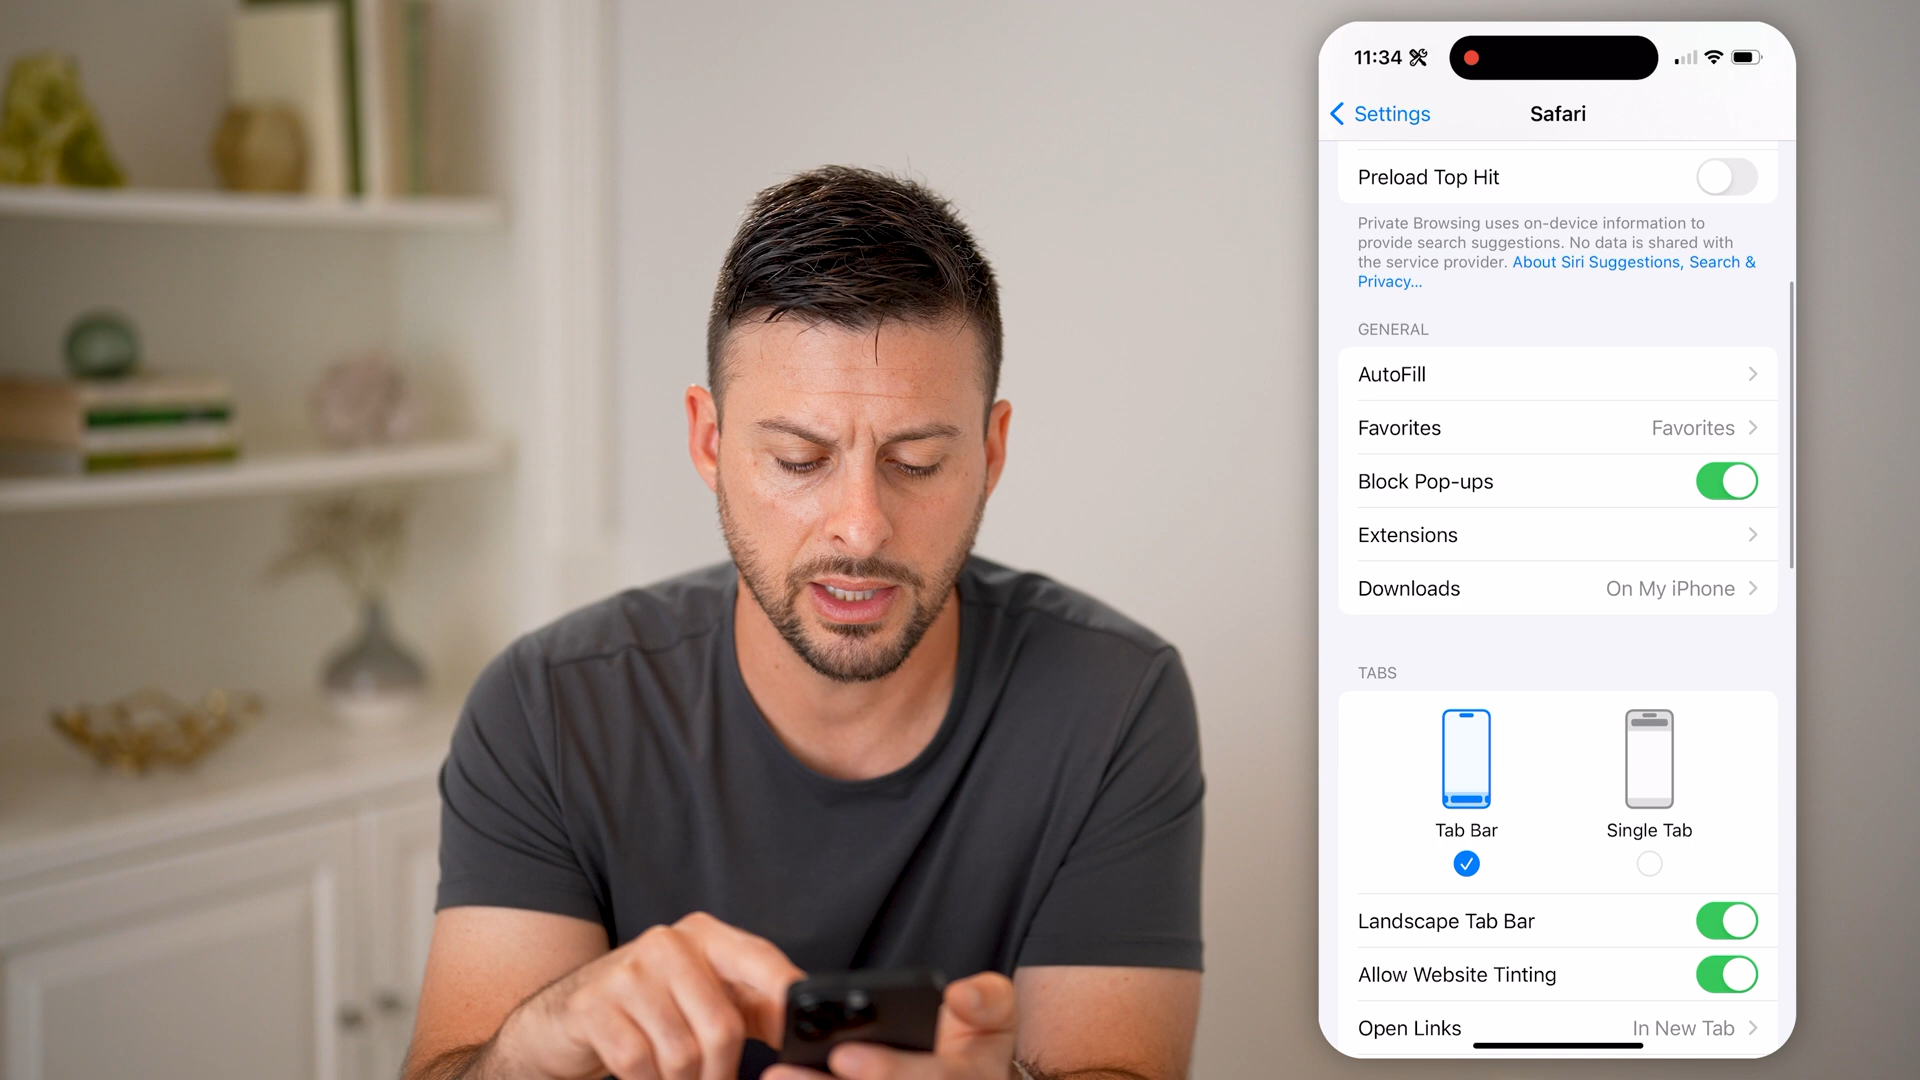 11:34
Settings
Safari
Preload Top Hit
Private Browsing uses on-device information to
provide search suggestions. No data is shared with
the service provider. About Siri Suggestions, Search &
Privacy...
GENERAL
AutoFill
Favorites
Favorites
Block Pop-ups
Extensions
Downloads
On My iPhone
TABS
Tab Bar
Single Tab
Landscape Tab Bar
Allow Website Tinting
Open Links
In New Tab